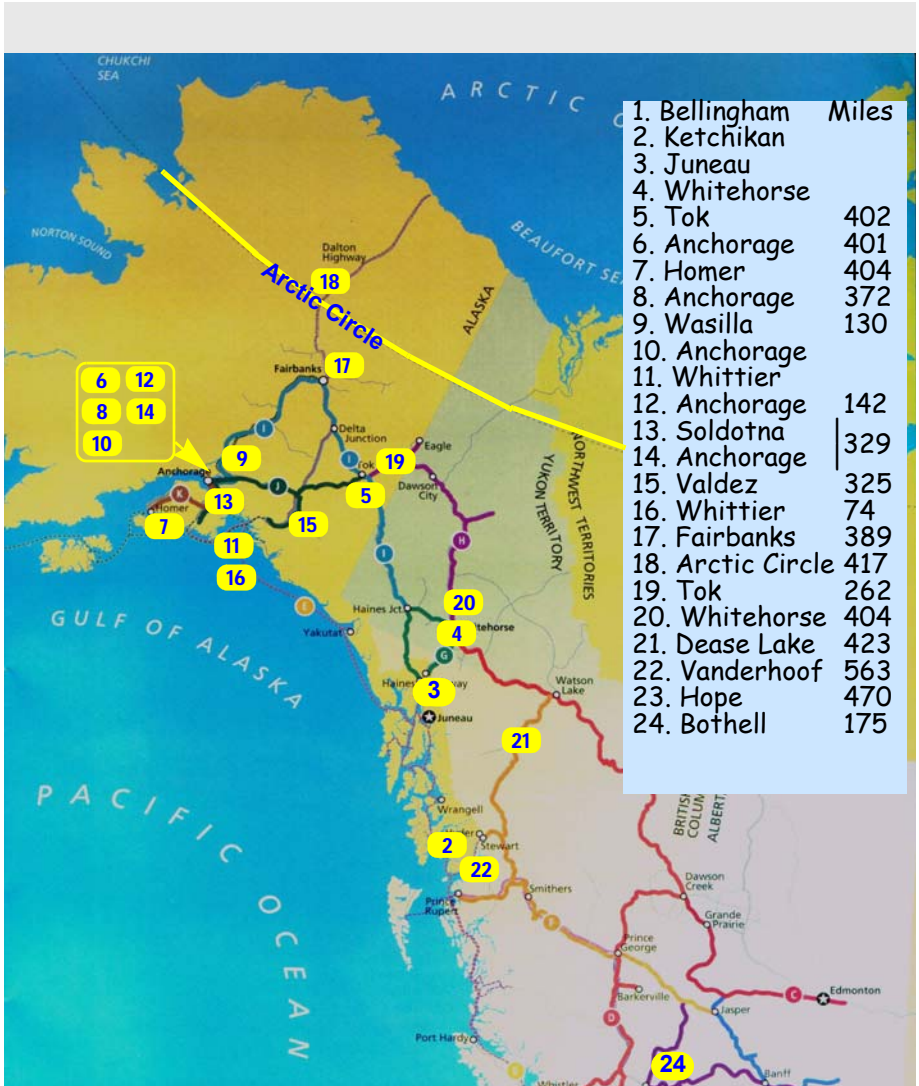 CHUKCHI
SEA
ARCTIC
1. Bellingham Miles
2. Ketchikan
3. Juneau
4. Whitehorse
5. Tok 402
6. Anchorage 401
7. Homer 404
8. Anchorage 372
9. Wasilla 130
10. Anchorage
11. Whittier
12. Anchorage 142
13. Soldotna
14. Anchorage 329
15. Valdez 325
16. Whittier 74
17. Fairbanks 389
18. Arctic Circle 417
19. Tok 262
20. Whitehorse 404
21. Dease Lake 423
22. Vanderhoof 563
23. Hope 470
24. Bothell 175
NORTON SOUND
BEAUFORT SEA
Dalton
Highway
18
Arctic Circle
ALASKA
17
Fairbanks
6 12
8 14
10
I
Delta
Junction
Eagle
9
I
Tok
19
Anchorage
J
5
Dawson
City
K
13
Homer
7
15
11
H
I
YUKON TERRITORY
NORTHWEST TERRITORIES
16
E
GULF OF ALASKA
Haines Jct.
20
4
Whitehorse
Yakutat
G
Haines
3
Juneau
Watson
Lake
21
PACIFIC OCEAN
Wrangell
2
Stewart
22
BRITISH
COLUM
ALBERTA
Prince
Rupert
Smithers
Dawson
Creek
Grande
Prairie
F
Prince
George
Barkerville
C
Edmonton
Jasper
D
Port Hardy
24
Banff
Whistler